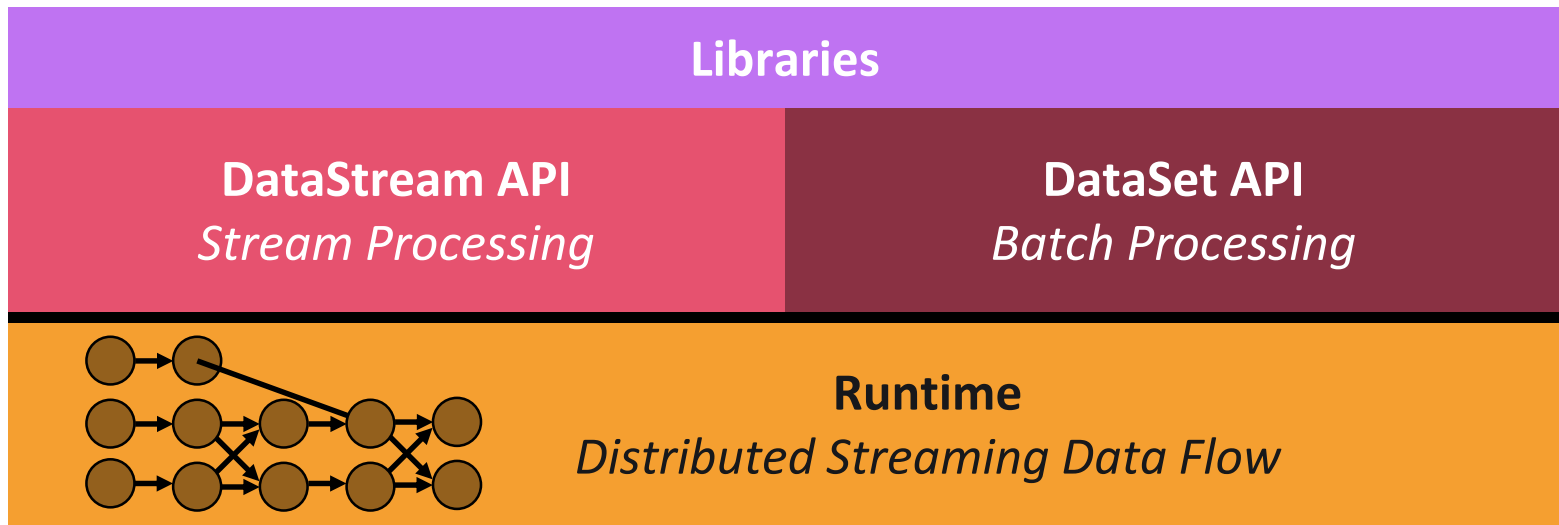 Libraries
DataStream API
Stream Processing
DataSet API
Batch Processing
Runtime
Distributed Streaming Data Flow